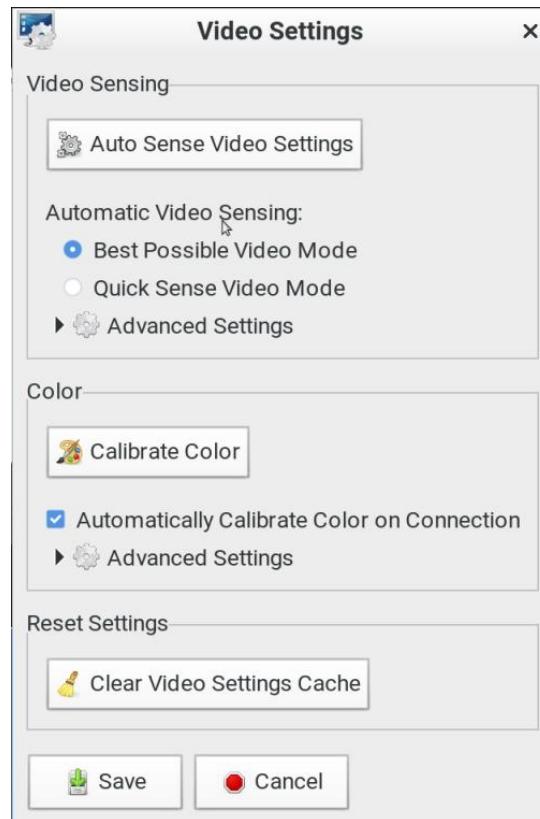 Video Settings
Video Sensing
Auto Sense Video Settings
Automatic Video Sensing:
Best Possible Video Mode
Quick Sense Video Mode
Advanced Settings
Color
Calibrate Color
Automatically Calibrate Color on Connection
Advanced Settings
Reset Settings
Clear Video Settings Cache
Save Cancel